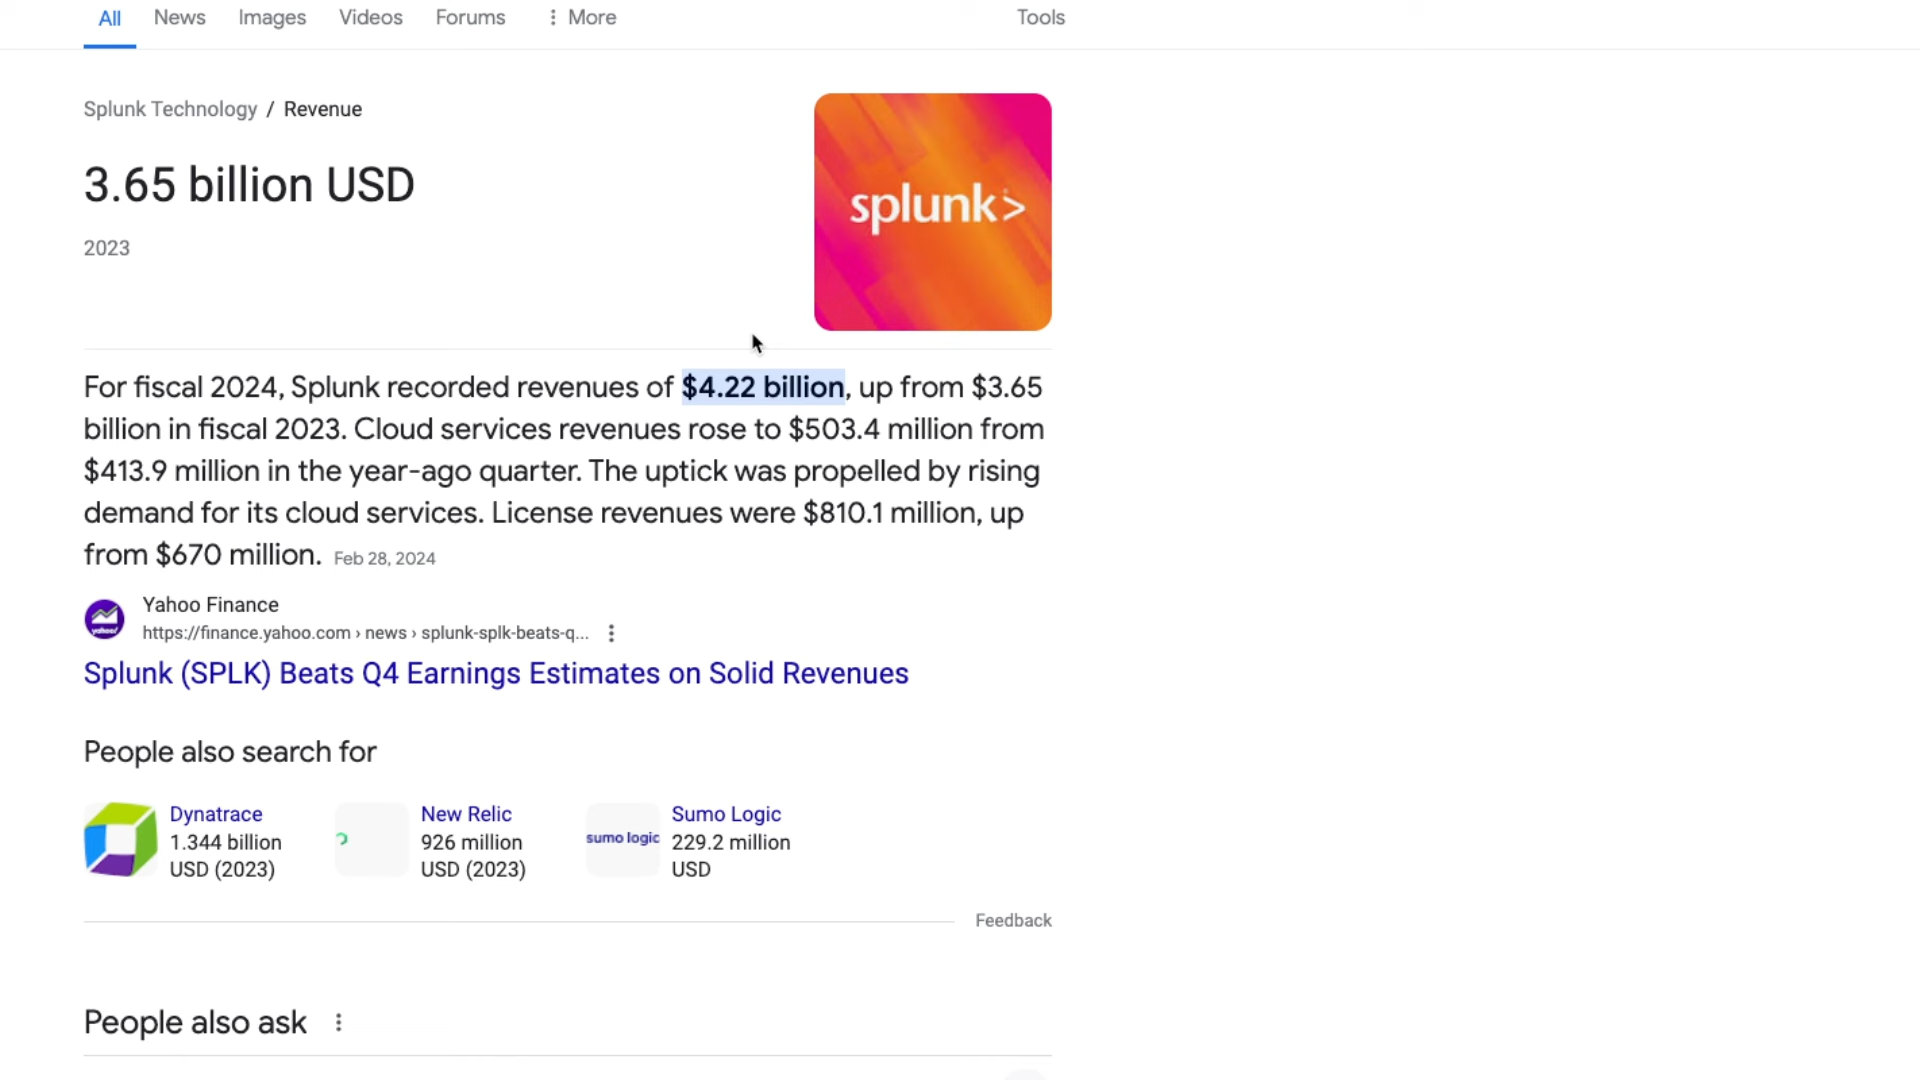 All News Images Videos Forums More Tools
Splunk Technology / Revenue
3.65 billion USD
2023
splunk>
For fiscal 2024, Splunk recorded revenues of $4.22 billion, up from $3.65
billion in fiscal 2023. Cloud services revenues rose to $503.4 million from
$413.9 million in the year-ago quarter. The uptick was propelled by rising
demand for its cloud services. License revenues were $810.1 million, up
from $670 million. Feb 28, 2024
yahoo!
Yahoo Finance
https://finance.yahoo.com › news › splunk-splk-beats-q...
Splunk (SPLK) Beats Q4 Earnings Estimates on Solid Revenues
People also search for
Dynatrace
1.344 billion
USD (2023)
New Relic
926 million
USD (2023)
sumo logic
Sumo Logic
229.2 million
USD
Feedback
People also ask